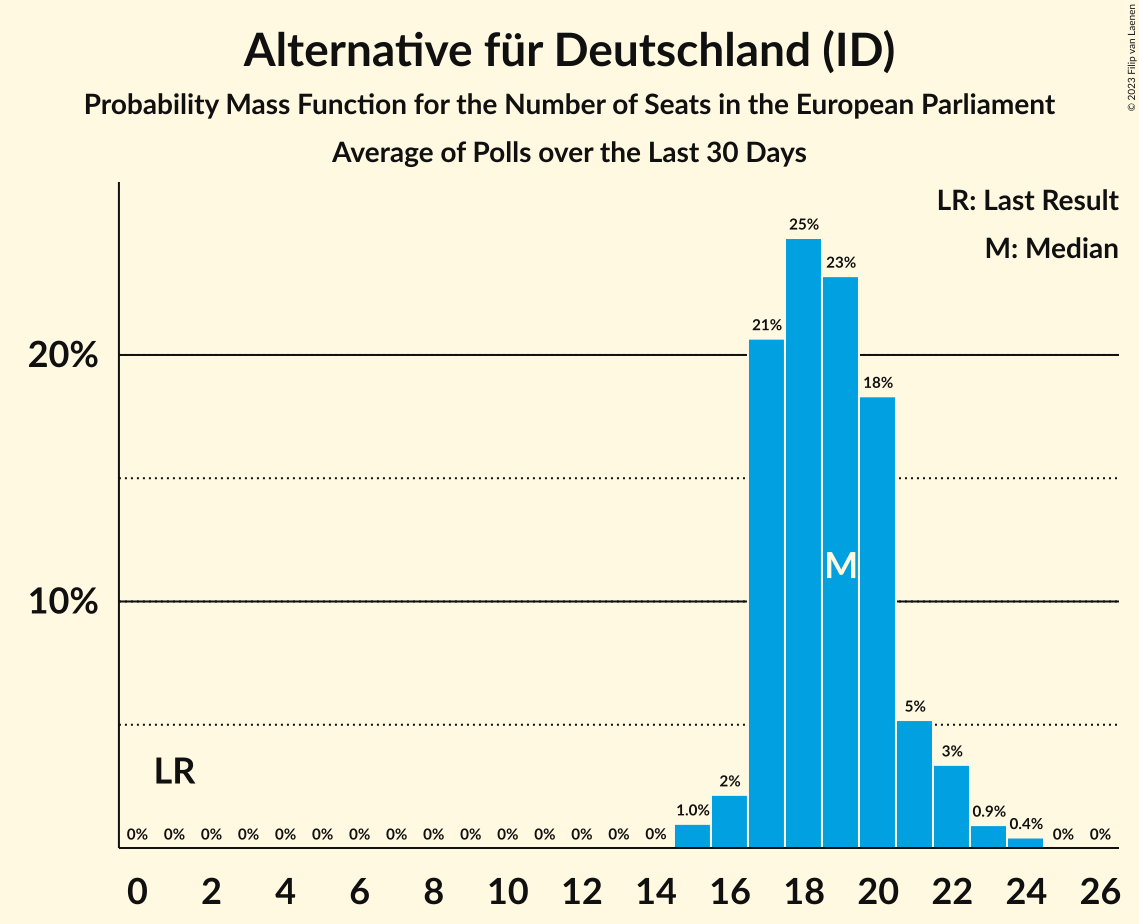 Alternative für Deutschland (ID)
Probability Mass Function for the Number of Seats in the European Parliament
Average of Polls over the Last 30 Days
© 2023 Filip van Laenen
LR: Last Result
M: Median
25%
23%
21%
20%
18%
M
10%
5%
LR
3%
2%
1.0% 0.9% 0.4%
0% 0% 0% 0% 0% 0% 0% 0% 0% 0% 0% 0% 0% 0% 0% 0% 0%
0 2 4 6 8 10 12 14 16 18 20 22 24 26